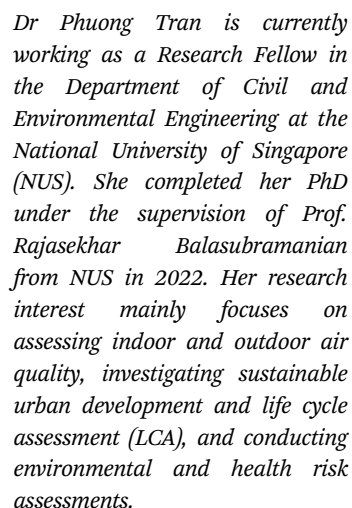 Dr Phuong Tran is currently
working as a Research Fellow in
the Department of Civil and
Environmental Engineering at the
National University of Singapore
(NUS). She completed her PhD
under the supervision of Prof.
Rajasekhar Balasubramanian
from NUS in 2022. Her research
interest mainly focuses on
assessing indoor and outdoor air
quality, investigating sustainable
urban development and life cycle
assessment (LCA), and conducting
environmental and health risk
assessments.